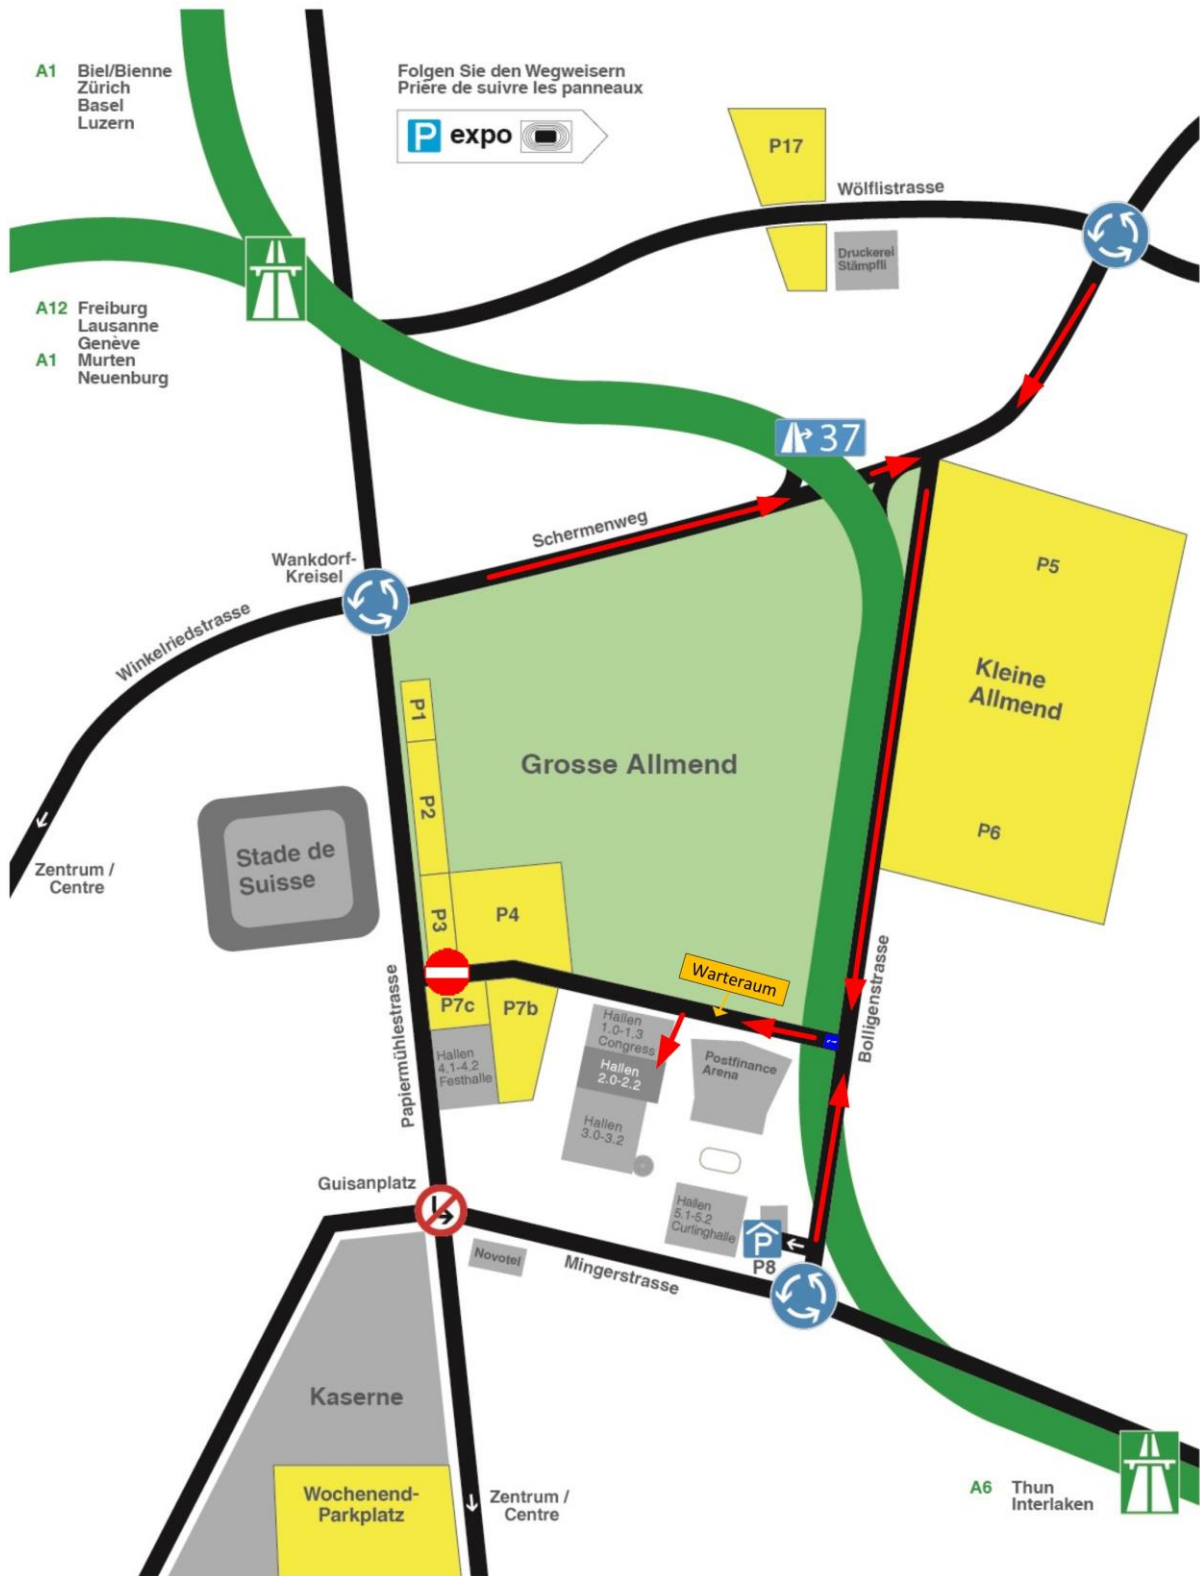 A1 Biel/Bienne
Zürich
Basel
Luzern
Folgen Sie den Wegweisern
Prière de suivre les panneaux
P expo
P17
Wölflistrasse
Druckerei
Stämpfli
A12 Freiburg
Lausanne
Genève
A1 Murten
Neuenburg
37
Schermenweg
Wankdorf-
Kreisel
Winkelriedstrasse
P5
Kleine
Allmend
P1
Grosse Allmend
P2
P6
Stade de
Suisse
Zentrum /
Centre
P3
P4
Warteraum
Bolligenstrasse
Papiermühlestrasse
P7c
P7b
Hallen
1.0-1.3
Congress
Hallen
4.1-4.2
Festhalle
Hallen
2.0-2.2
Postfinance
Arena
Hallen
3.0-3.2
Guisanplatz
Hallen
5.1-5.2
Curlinghalle
P
P8
Novotel
Mingerstrasse
Kaserne
Wochenend-
Parkplatz
Zentrum /
Centre
A6 Thun
Interlaken